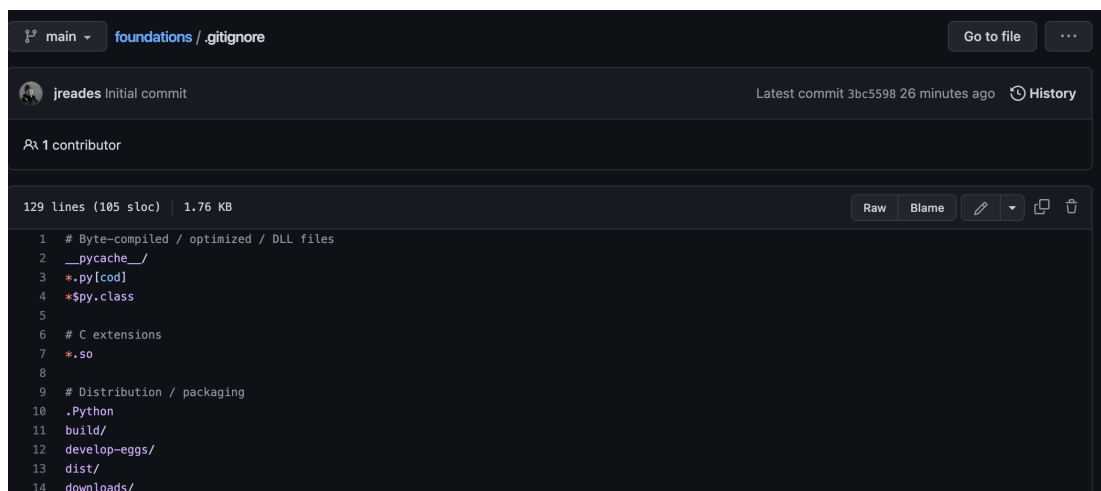 main
foundations / .gitignore
Go to file
...
jreades Initial commit
Latest commit 3bc5598 26 minutes ago
History
1 contributor
129 lines (105 sloc) 1.76 KB
Raw
Blame
1 # Byte-compiled / optimized / DLL files
2 __pycache__/
3 *.py[cod]
4 *$py.class
5
6 # C extensions
7 *.so
8
9 # Distribution / packaging
10 .Python
11 build/
12 develop-eggs/
13 dist/
14 downloads/